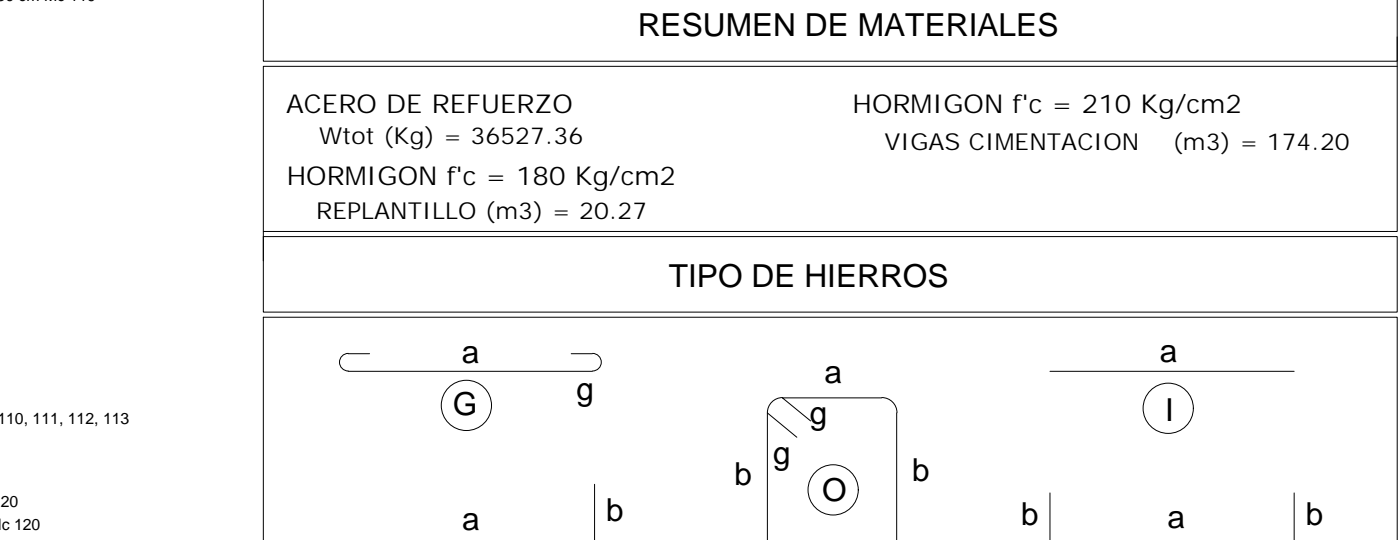 RESUMEN DE MATERIALES
ACERO DE REFUERZO
Wtot (Kg) = 36527.36
HORMIGON f'c = 180 Kg/cm2
REPLANTILLO (m3) = 20.27
HORMIGON f'c = 210 Kg/cm2
VIGAS CIMENTACION (m3) = 174.20
TIPO DE HIERROS
a
G
g
a
g
g
b
b
O
a
I
110, 111, 112, 113
20
120
a
b
b
a
b